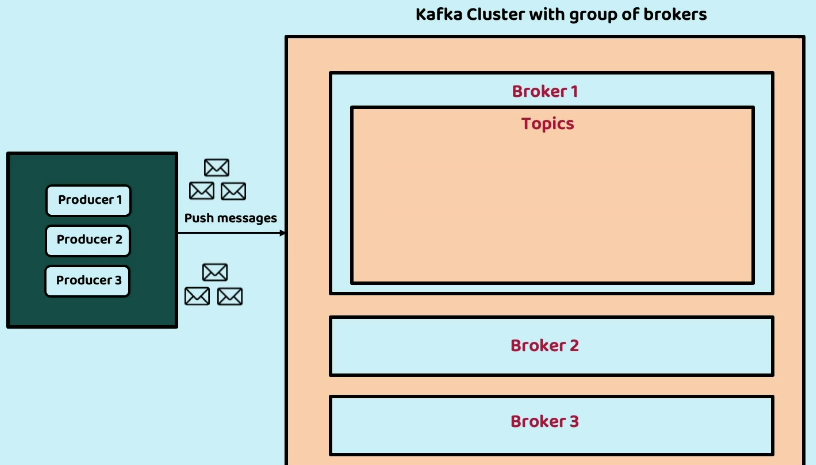 Kafka Cluster with group of brokers
Broker 1
Topics
Producer 1
Producer 2
Producer 3
Push messages
Broker 2
Broker 3